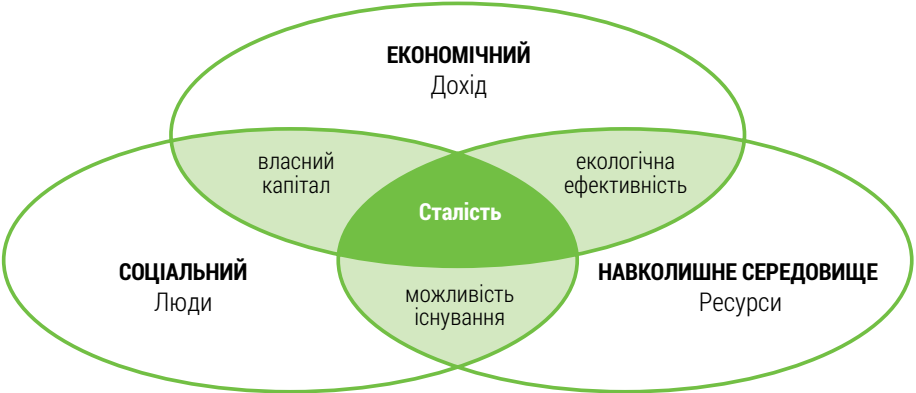 ЕКОНОМІЧНИЙ
Дохід
власний
капітал
екологічна
ефективність
Сталість
СОЦІАЛЬНИЙ
Люди
НАВКОЛИШНЕ СЕРЕДОВИЩЕ
Ресурси
можливість
існування